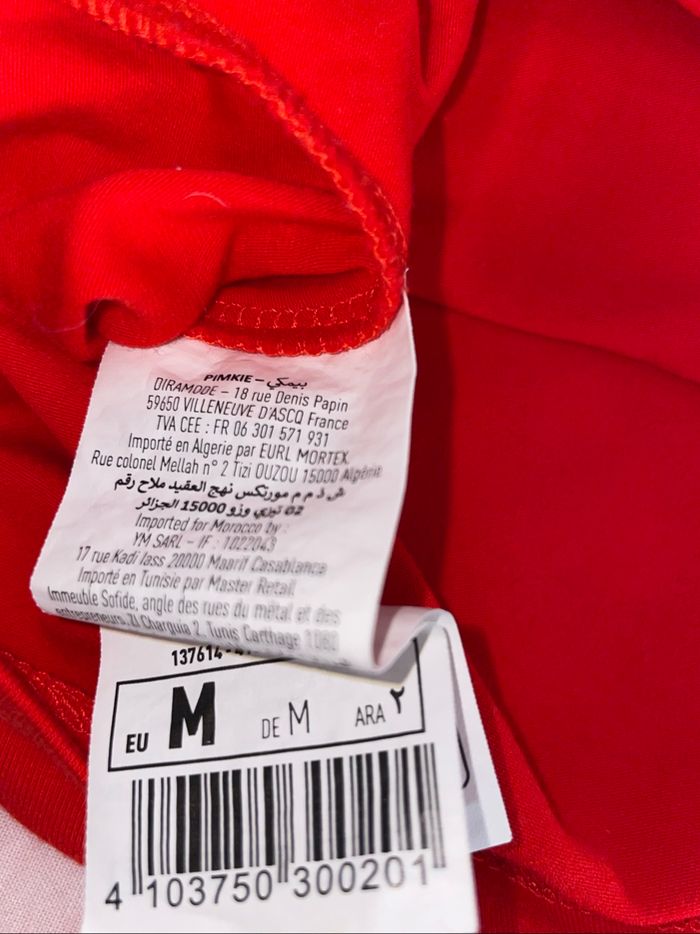 PIMKIE – بيمكي
DIRAMODE – 18 rue Denis Papin
59650 VILLENEUVE D'ASCQ France
TVA CEE : FR 06 301 571 931
Importé en Algerie par EURL MORTEX
Rue colonel Mellah n° 2 Tizi OUZOU 15000 Algérie
ش ذ م م مورتكس نهج العقيد ملاح رقم
02 تيزي وزو 15000 الجزائر
Imported for Morocco by :
YM SARL – IF : 1022043
17 rue Kadi Iass 20000 Maarif Casablanca
Importé en Tunisie par Master Retail
Immeuble Sofide, angle des rues du métal et des
entrepreneurs.ZI Charguia 2. Tunis Carthage 1080
137614-
EU M DE M ARA ٢
4 103750 300201